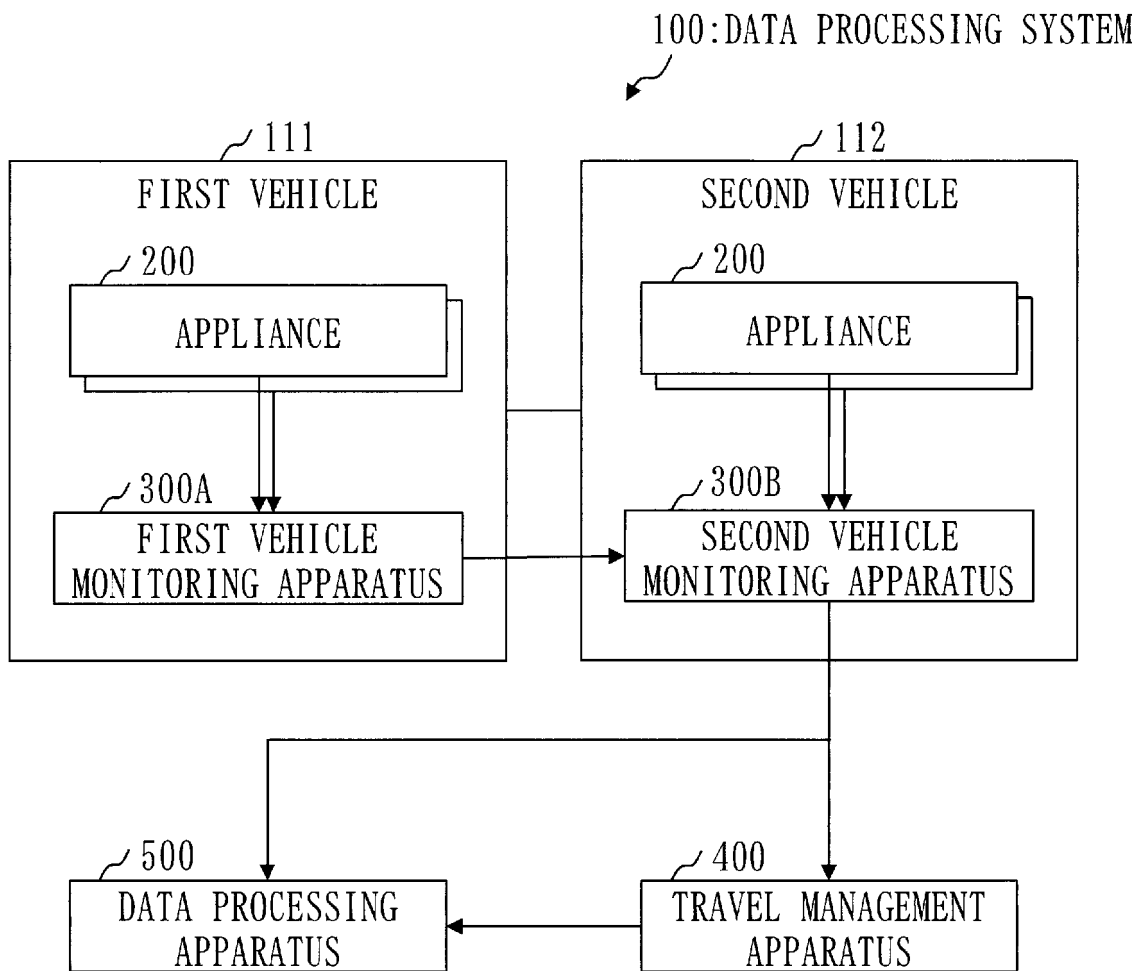 100:DATA PROCESSING SYSTEM
111
FIRST VEHICLE
200
APPLIANCE
300A
FIRST VEHICLE
MONITORING APPARATUS
112
SECOND VEHICLE
200
APPLIANCE
300B
SECOND VEHICLE
MONITORING APPARATUS
500
DATA PROCESSING
APPARATUS
400
TRAVEL MANAGEMENT
APPARATUS